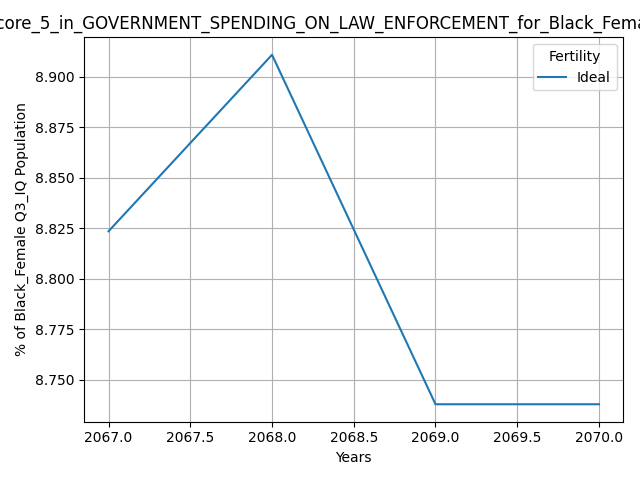 core_5_in_GOVERNMENT_SPENDING_ON_LAW_ENFORCEMENT_for_Black_Fema
Fertility
Ideal
8.900
8.875
8.850
8.825
8.800
8.775
8.750
% of Black_Female Q3_IQ Population
2067.0 2067.5 2068.0 2068.5 2069.0 2069.5 2070.0
Years